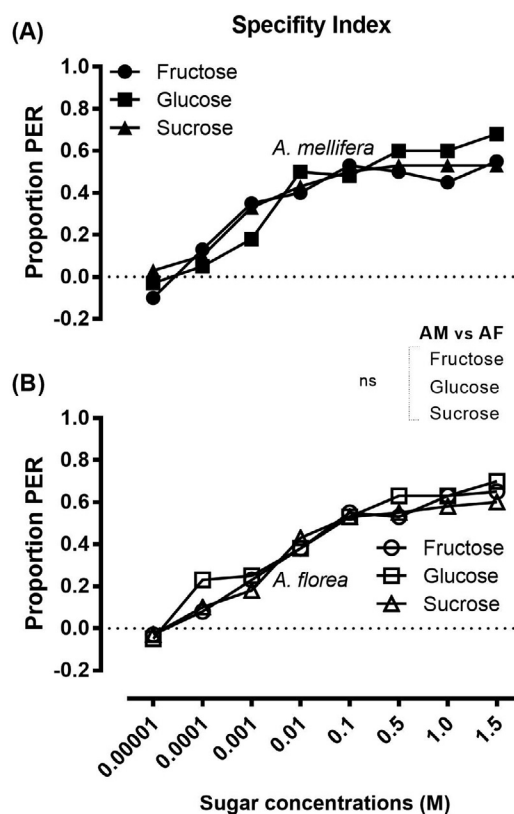 (A)
Specifity Index
1.0
0.8
0.6
0.4
0.2
0.0
-0.2
Proportion PER
Fructose
Glucose
Sucrose
A. mellifera
AM vs AF
ns
Fructose
Glucose
Sucrose
(B)
1.0
0.8
0.6
0.4
0.2
0.0
-0.2
Proportion PER
A. florea
Fructose
Glucose
Sucrose
0.00001
0.0001
0.001
0.01
0.1
0.5
1.0
1.5
Sugar concentrations (M)